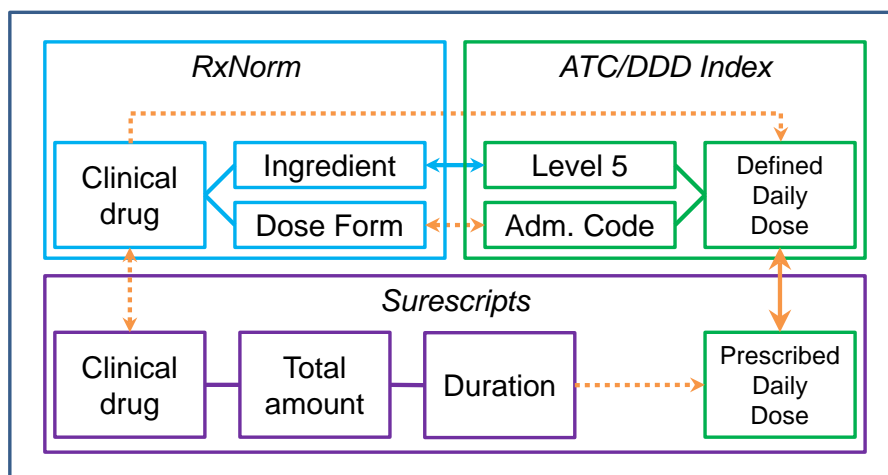 RxNorm
ATC/DDD Index
Clinical
drug
Ingredient
Dose Form
Level 5
Adm. Code
Defined
Daily
Dose
Surescripts
Clinical
drug
Total
amount
Duration
Prescribed
Daily
Dose